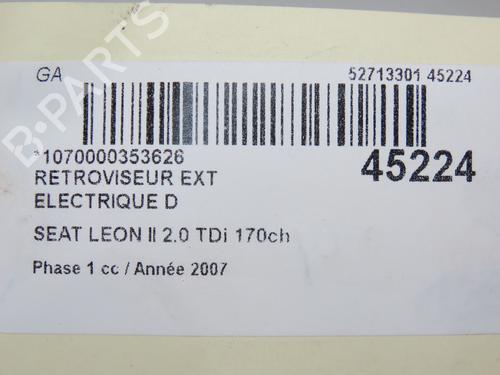 GA
52713301 45224
*1070000353626
45224
RETROVISEUR EXT
ELECTRIQUE D
SEAT LEON II 2.0 TDi 170ch
Phase 1 cc / Année 2007
B-PARTS